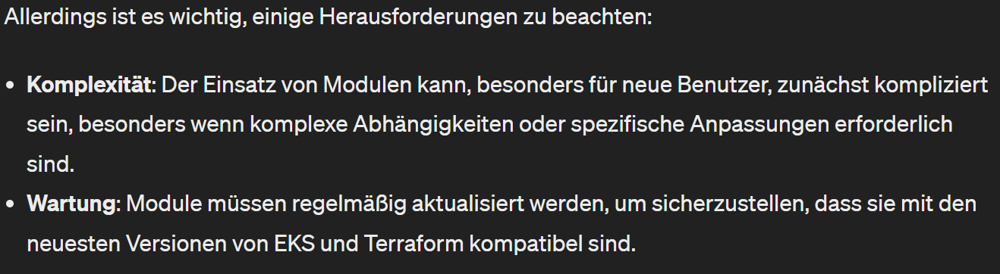 Allerdings ist es wichtig, einige Herausforderungen zu beachten:
• Komplexität: Der Einsatz von Modulen kann, besonders für neue Benutzer, zunächst kompliziert
sein, besonders wenn komplexe Abhängigkeiten oder spezifische Anpassungen erforderlich
sind.
• Wartung: Module müssen regelmäßig aktualisiert werden, um sicherzustellen, dass sie mit den
neuesten Versionen von EKS und Terraform kompatibel sind.